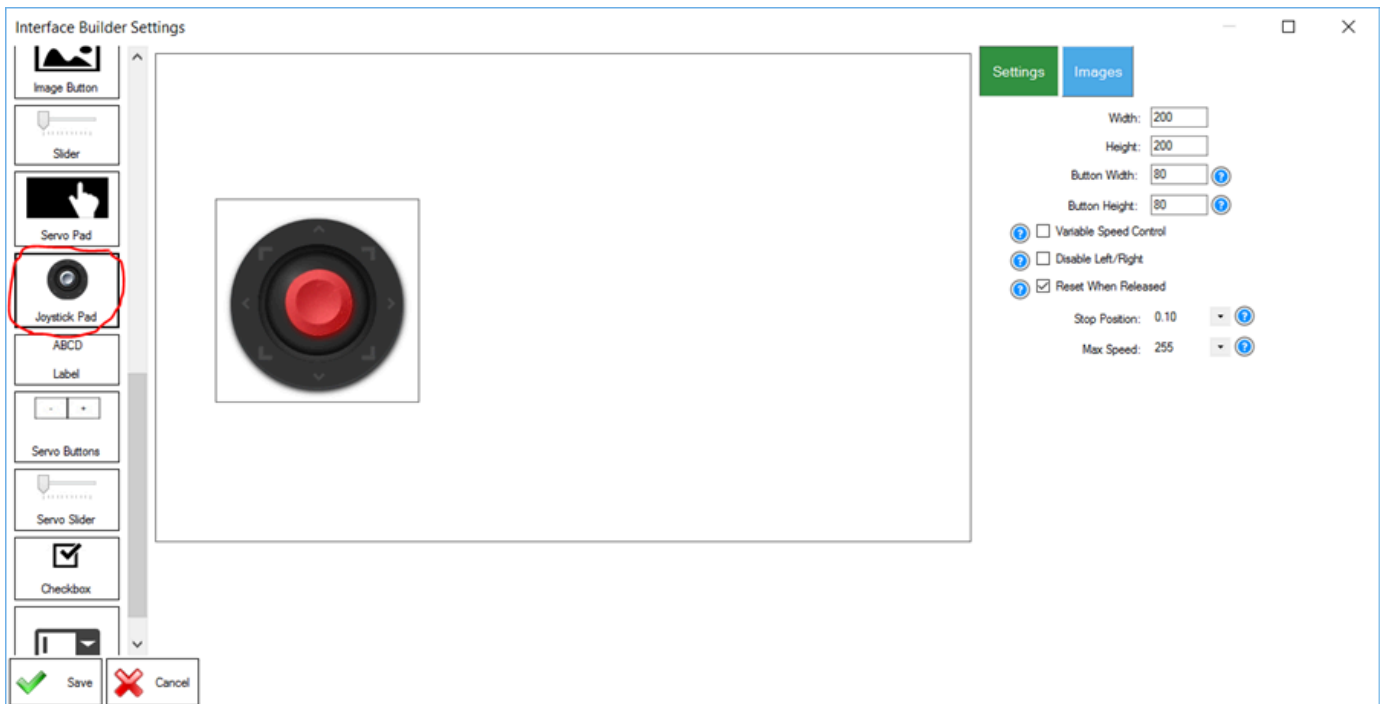 Interface Builder Settings
Image Button
Slider
Servo Pad
Joystick Pad
ABCD
Label
- +
Servo Buttons
Servo Slider
Checkbox
Save
Cancel
Settings
Images
Width: 200
Height: 200
Button Width: 80 ?
Button Height: 80 ?
? Variable Speed Control
? Disable Left/Right
? Reset When Released
Stop Position: 0.10 ?
Max Speed: 255 ?